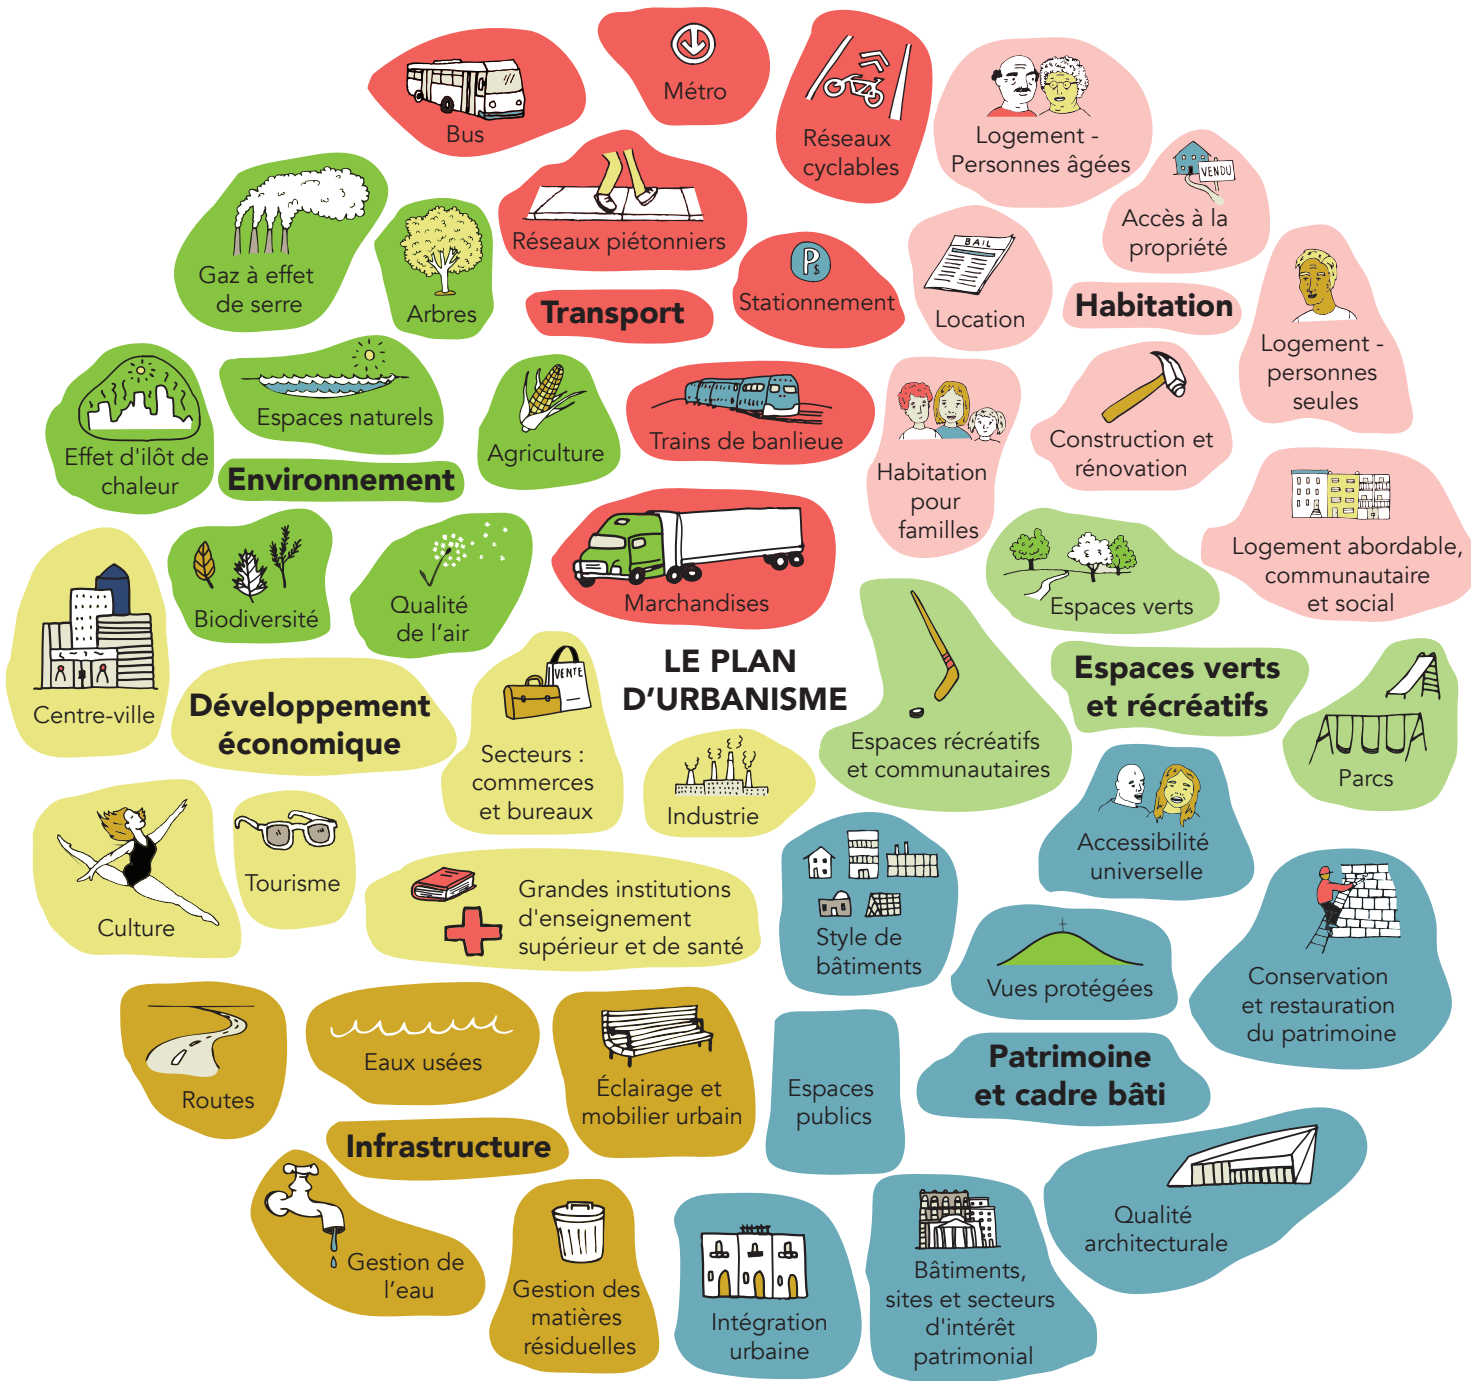 Bus
Métro
Réseaux
cyclables
Logement -
Personnes âgées
VENDU
Accès à la
propriété
Gaz à effet
de serre
Arbres
Réseaux piétonniers
Transport
Ps
Stationnement
BAIL
Location
Habitation
Logement -
personnes
seules
Effet d'ilôt de
chaleur
Espaces naturels
Environnement
Agriculture
Trains de banlieue
Habitation
pour
familles
Construction et
rénovation
Logement abordable,
communautaire
et social
Centre-ville
Biodiversité
Qualité
de l'air
Marchandises
Espaces verts
LE PLAN
D'URBANISME
Développement
économique
VENTE
Secteurs :
commerces
et bureaux
Industrie
Espaces récréatifs
et communautaires
Espaces verts
et récréatifs
Parcs
Culture
Tourisme
Grandes institutions
d'enseignement
supérieur et de santé
Style de
bâtiments
Accessibilité
universelle
Vues protégées
Conservation
et restauration
du patrimoine
Routes
Eaux usées
Éclairage et
mobilier urbain
Espaces
publics
Patrimoine
et cadre bâti
Infrastructure
Gestion de
l'eau
Gestion des
matières
résiduelles
Intégration
urbaine
Bâtiments,
sites et secteurs
d'intérêt
patrimonial
Qualité
architecturale